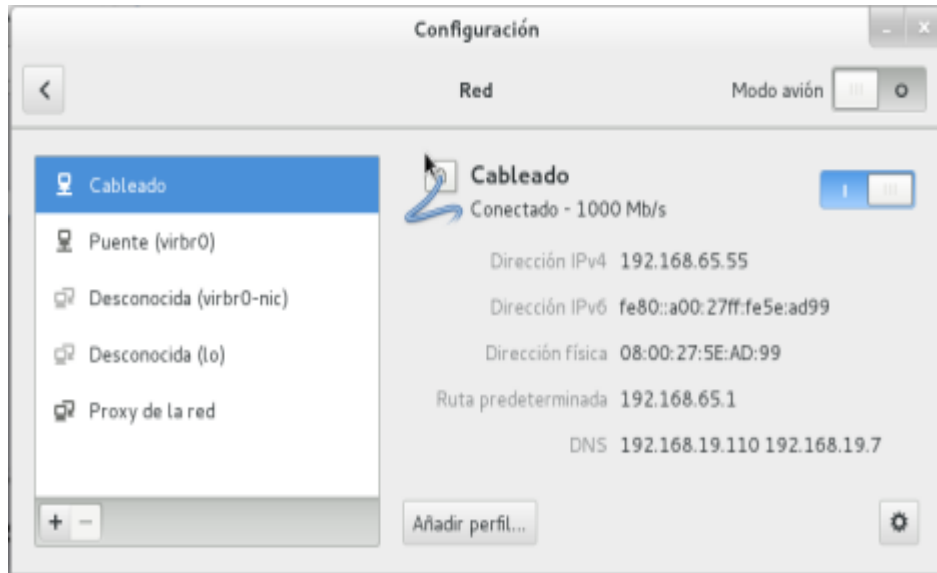 Configuración
Red
Modo avión
Cableado
Puente (virbr0)
Desconocida (virbr0-nic)
Desconocida (lo)
Proxy de la red
Cableado
Conectado - 1000 Mb/s
Dirección IPv4 192.168.65.55
Dirección IPv6 fe80::a00:27ff:fe5e:ad99
Dirección física 08:00:27:5E:AD:99
Ruta predeterminada 192.168.65.1
DNS 192.168.19.110 192.168.19.7
Añadir perfil...